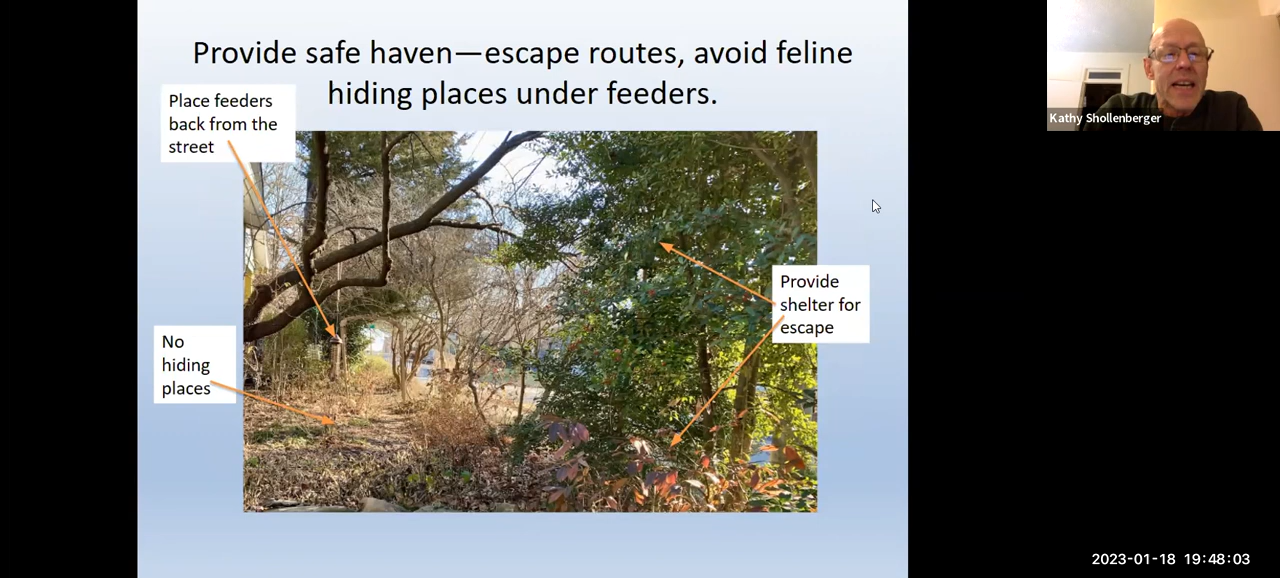 Provide safe haven—escape routes, avoid feline
hiding places under feeders.
Place feeders
back from the
street
No
hiding
places
Provide
shelter for
escape
Kathy Shollenberger
2023-01-18 19:48:03